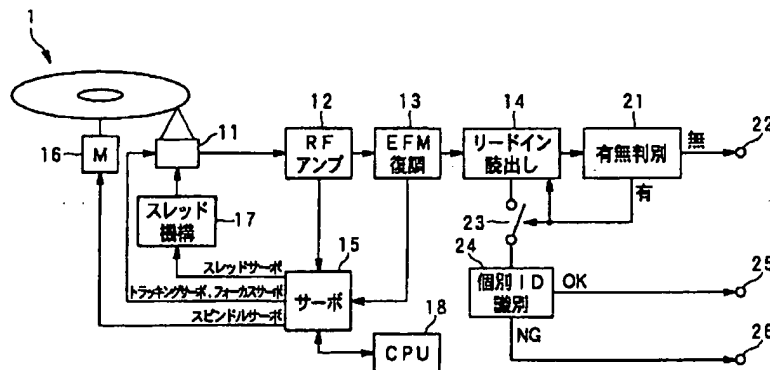 1
12
13
14
21
RF
アンプ
EFM
復調
リードイン
読出し
有無判別
無
22
有
16
M
11
スレッド
機構
17
23
24
スレッドサーボ
15
トラッキングサーボ、フォーカスサーボ
サーボ
スピンドルサーボ
18
CPU
個別ID
識別
OK
25
NG
26